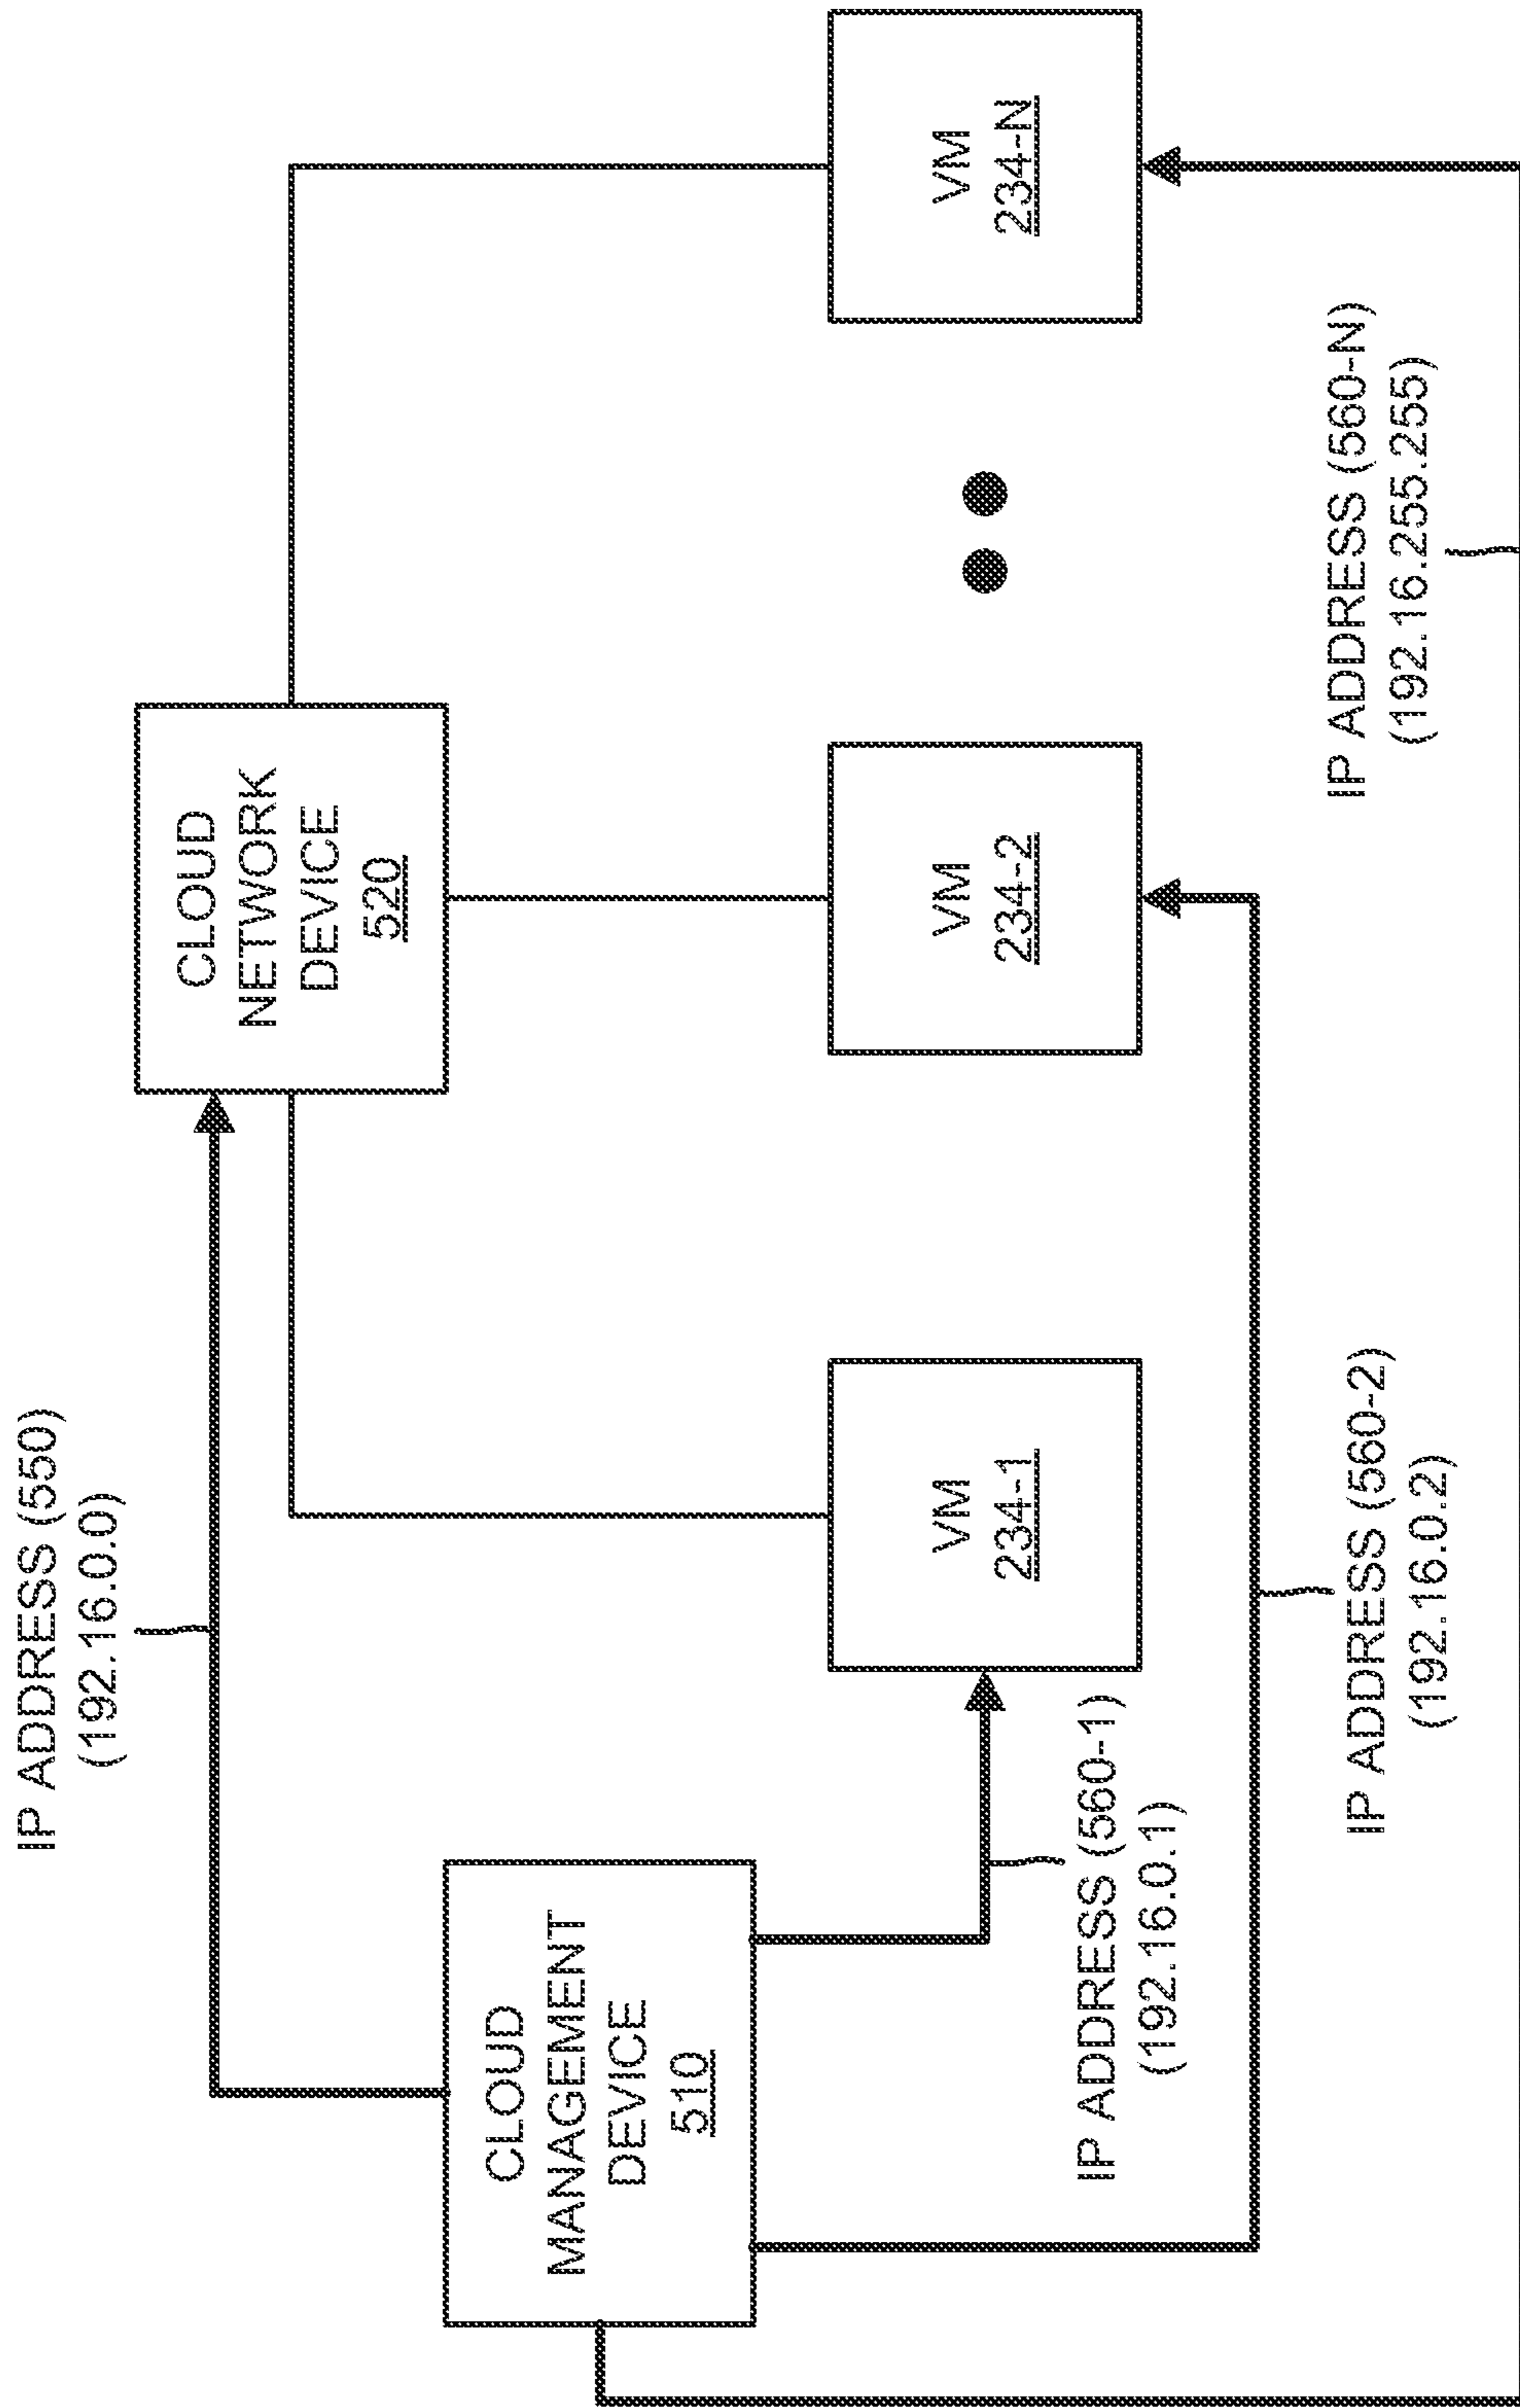 IP ADDRESS (550)
(192.16.0.0)
CLOUD
NETWORK
DEVICE
520
CLOUD
MANAGEMENT
DEVICE
510
VM
234-1
VM
234-2
VM
234-N
IP ADDRESS (560-1)
(192.16.0.1)
IP ADDRESS (560-2)
(192.16.0.2)
IP ADDRESS (560-N)
(192.16.255.255)